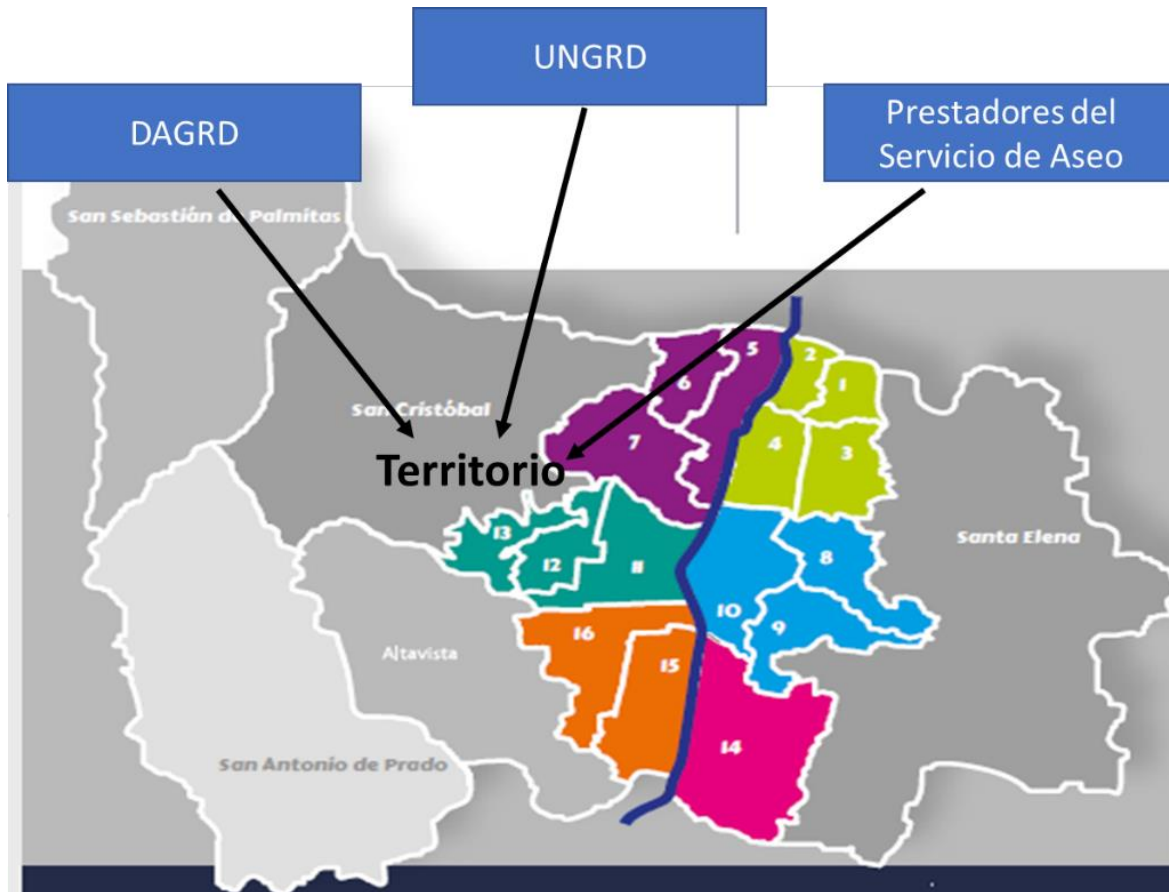 UNGRD
DAGRD
Prestadores del
Servicio de Aseo
San Sebastián de Palmitas
5
2
6
1
San Cristóbal
7
4
3
Territorio
13
12
11
8
Santa Elena
10
9
16
Altavista
15
14
San Antonio de Prado